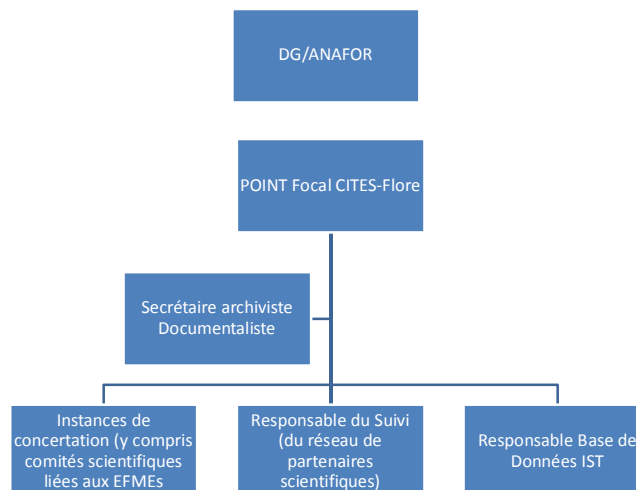 DG/ANAFOR
POINT Focal CITES-Flore
Secrétaire archiviste
Documentaliste
Instances de
concertation (y compris
comités scientifiques
liées aux EFMEs
Responsable du Suivi
(du réseau de
partenaires
scientifiques)
Responsable Base de
Données IST